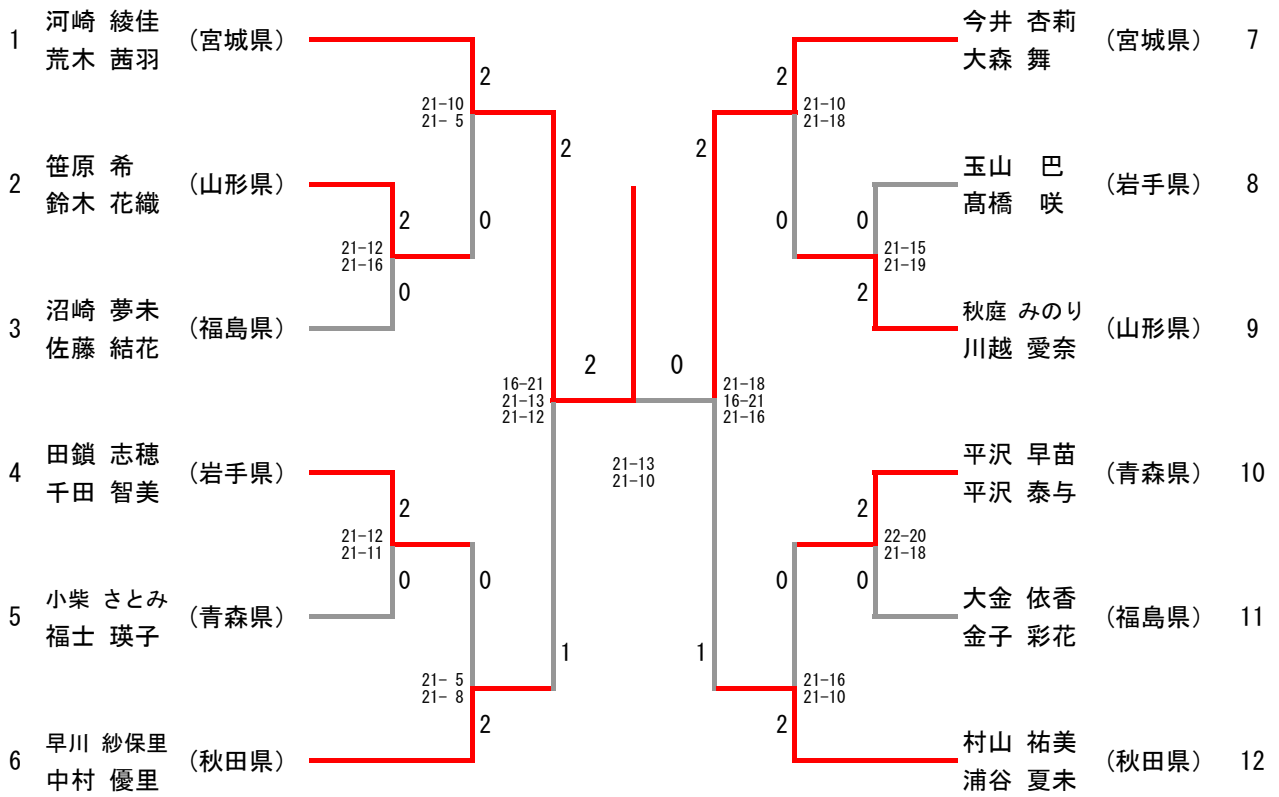 1 河崎 綾佳 (宮城県)
荒木 茜羽
2
21-10
21- 5
2
2 笹原 希 (山形県)
鈴木 花織
2
0
21-12
21-16
0
3 沼崎 夢未 (福島県)
佐藤 結花
4 田鎖 志穂 (岩手県)
千田 智美
2
21-12
21-11
0
0
5 小柴 さとみ (青森県)
福士 瑛子
1
21- 5
21- 8
2
6 早川 紗保里 (秋田県)
中村 優里
16-21
21-13
21-12
2
0
21-13
21-10
21-18
16-21
21-16
今井 杏莉 (宮城県) 7
大森 舞
2
21-10
21-18
2
玉山 巴 (岩手県) 8
髙橋 咲
0
0
21-15
21-19
2
秋庭 みのり (山形県) 9
川越 愛奈
平沢 早苗 (青森県) 10
平沢 泰与
2
22-20
21-18
0
0
大金 依香 (福島県) 11
金子 彩花
1
21-16
21-10
2
村山 祐美 (秋田県) 12
浦谷 夏未